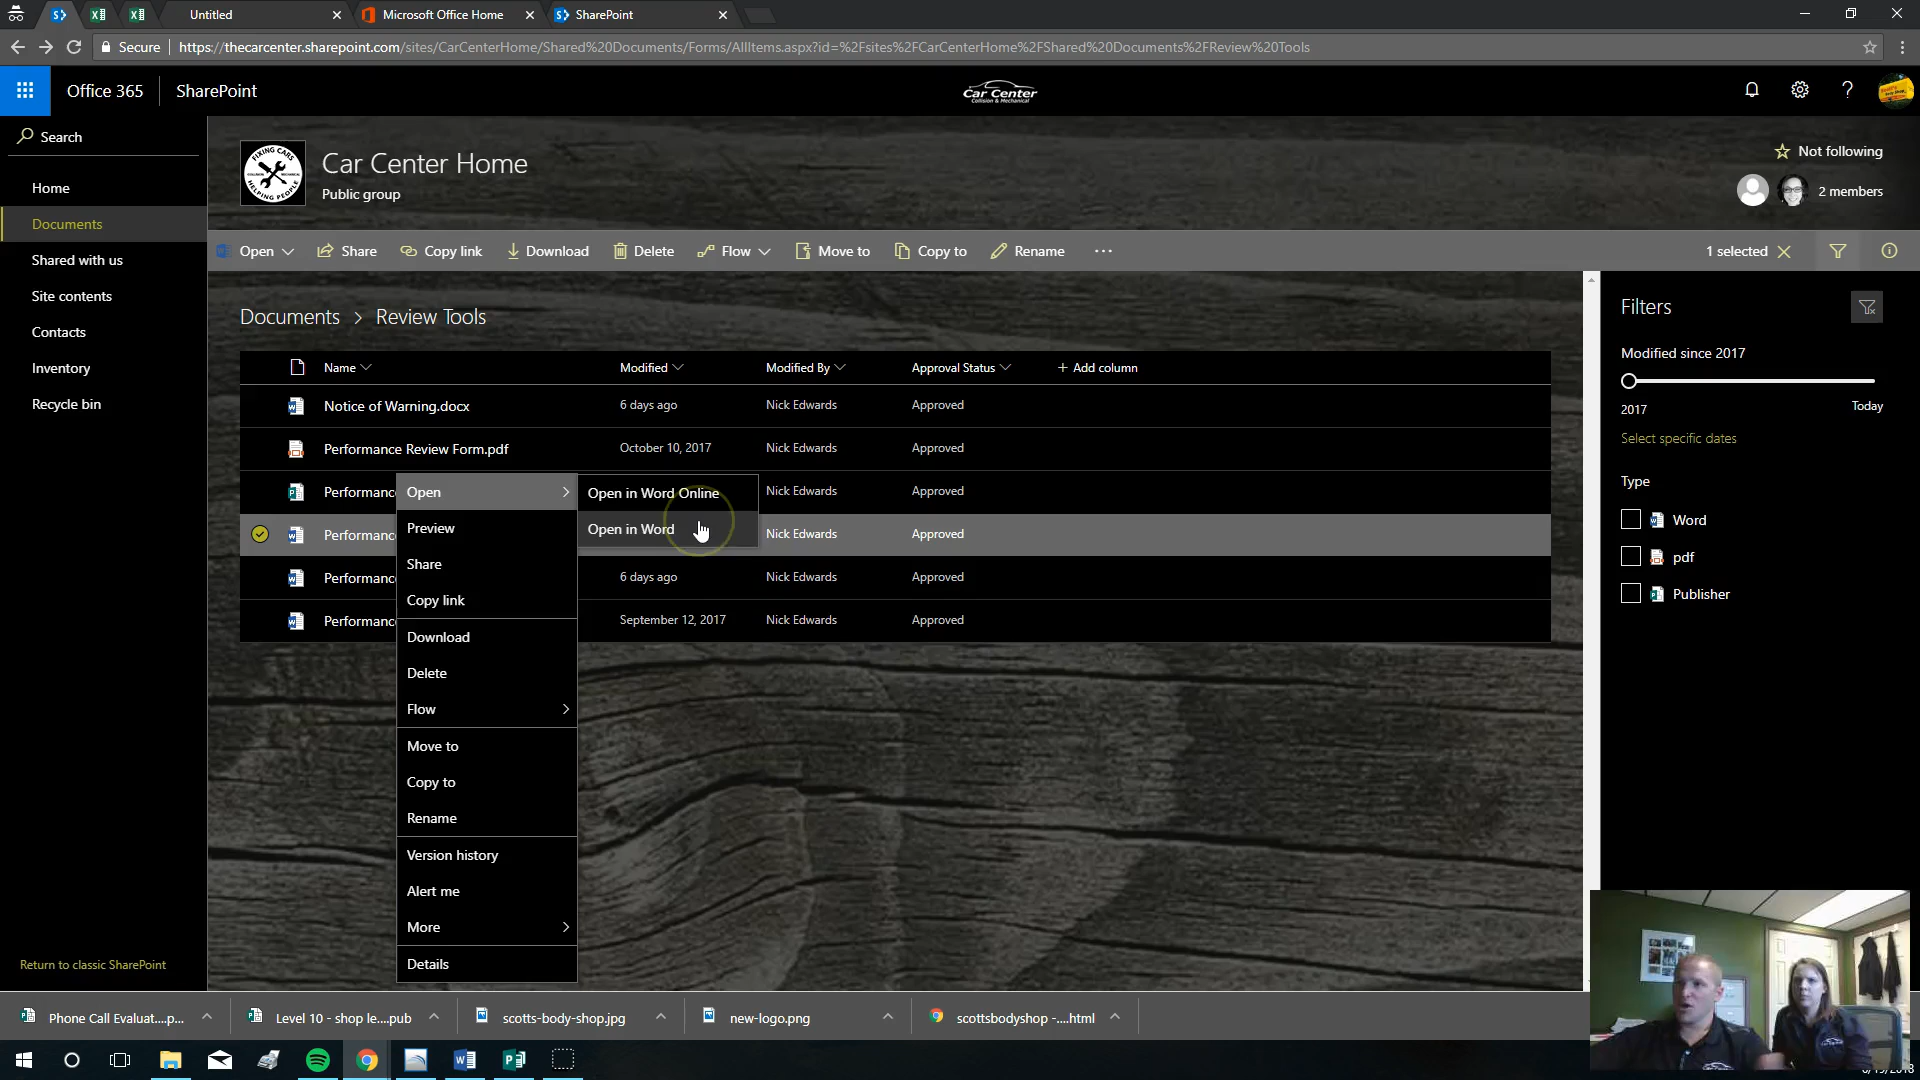 Untitled
Microsoft Office Home
SharePoint
Secure
https://thecarcenter.sharepoint.com/sites/CarCenterHome/Shared%20Documents/Forms/AllItems.aspx?id=%2Fsites%2FCarCenterHome%2FShared%20Documents%2FReview%20Tools
Office 365
SharePoint
Car Center
Collision & Mechanical
Search
Home
Documents
Shared with us
Site contents
Contacts
Inventory
Recycle bin
Return to classic SharePoint
FIXING CARS
HELPING PEOPLE
Car Center Home
Public group
Not following
2 members
Open
Share
Copy link
Download
Delete
Flow
Move to
Copy to
Rename
1 selected
Documents > Review Tools
Name Modified Modified By Approval Status + Add column
Notice of Warning.docx 6 days ago Nick Edwards Approved
Performance Review Form.pdf October 10, 2017 Nick Edwards Approved
Performanc Nick Edwards Approved
Performanc Nick Edwards Approved
Performanc 6 days ago Nick Edwards Approved
Performanc September 12, 2017 Nick Edwards Approved
Open
Preview
Share
Copy link
Download
Delete
Flow
Move to
Copy to
Rename
Version history
Alert me
More
Details
Open in Word Online
Open in Word
Filters
Modified since 2017
2017
Today
Select specific dates
Type
Word
pdf
Publisher
Phone Call Evaluat....p...
Level 10 - shop le....pub
scotts-body-shop.jpg
new-logo.png
scottsbodyshop -....html